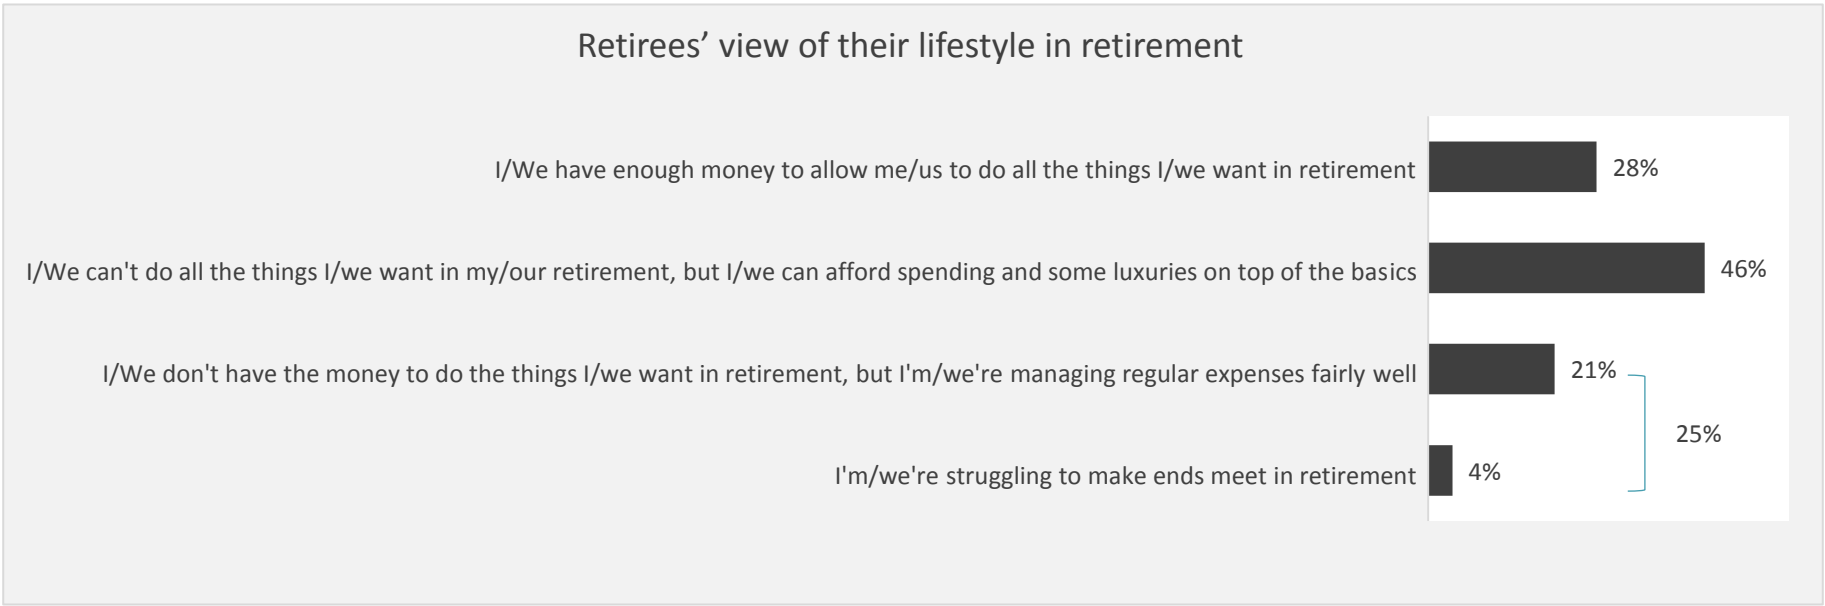 Retirees’ view of their lifestyle in retirement
I/We have enough money to allow me/us to do all the things I/we want in retirement
28%
I/We can't do all the things I/we want in my/our retirement, but I/we can afford spending and some luxuries on top of the basics
46%
I/We don't have the money to do the things I/we want in retirement, but I'm/we're managing regular expenses fairly well
21%
25%
I'm/we're struggling to make ends meet in retirement
4%